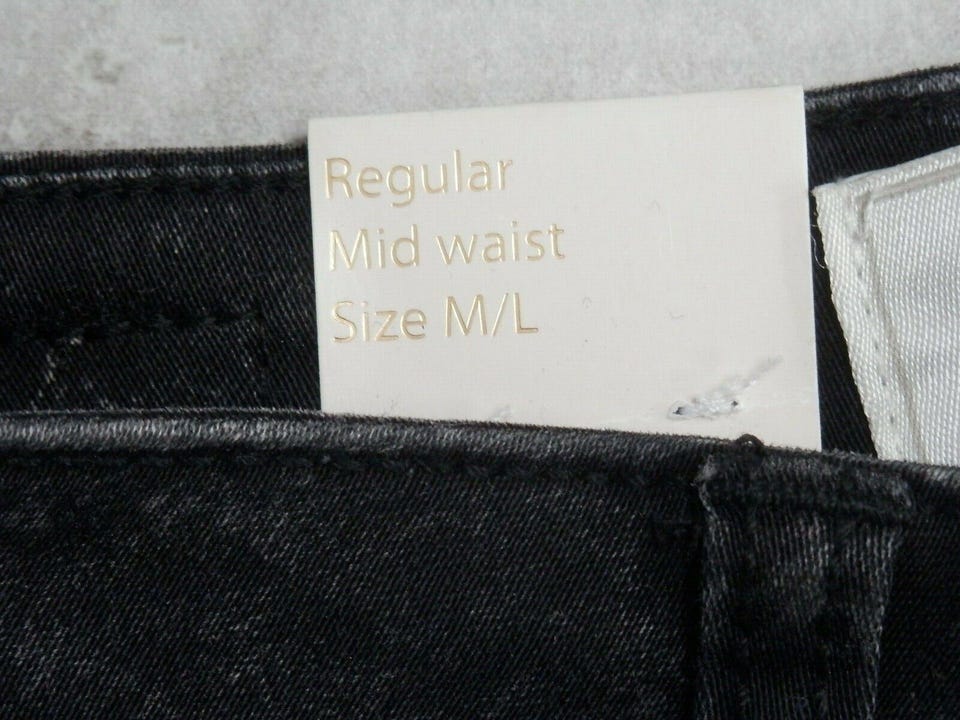 Regular
Mid waist
Size M/L